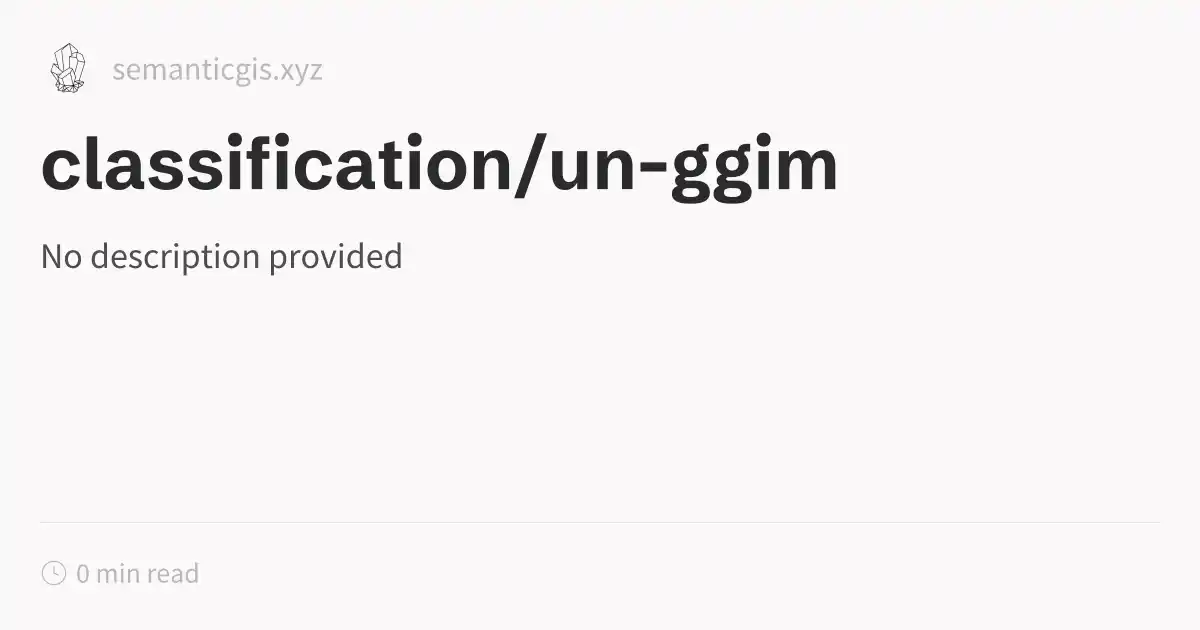 semanticgis.xyz
classification/un-ggim
No description provided
0 min read